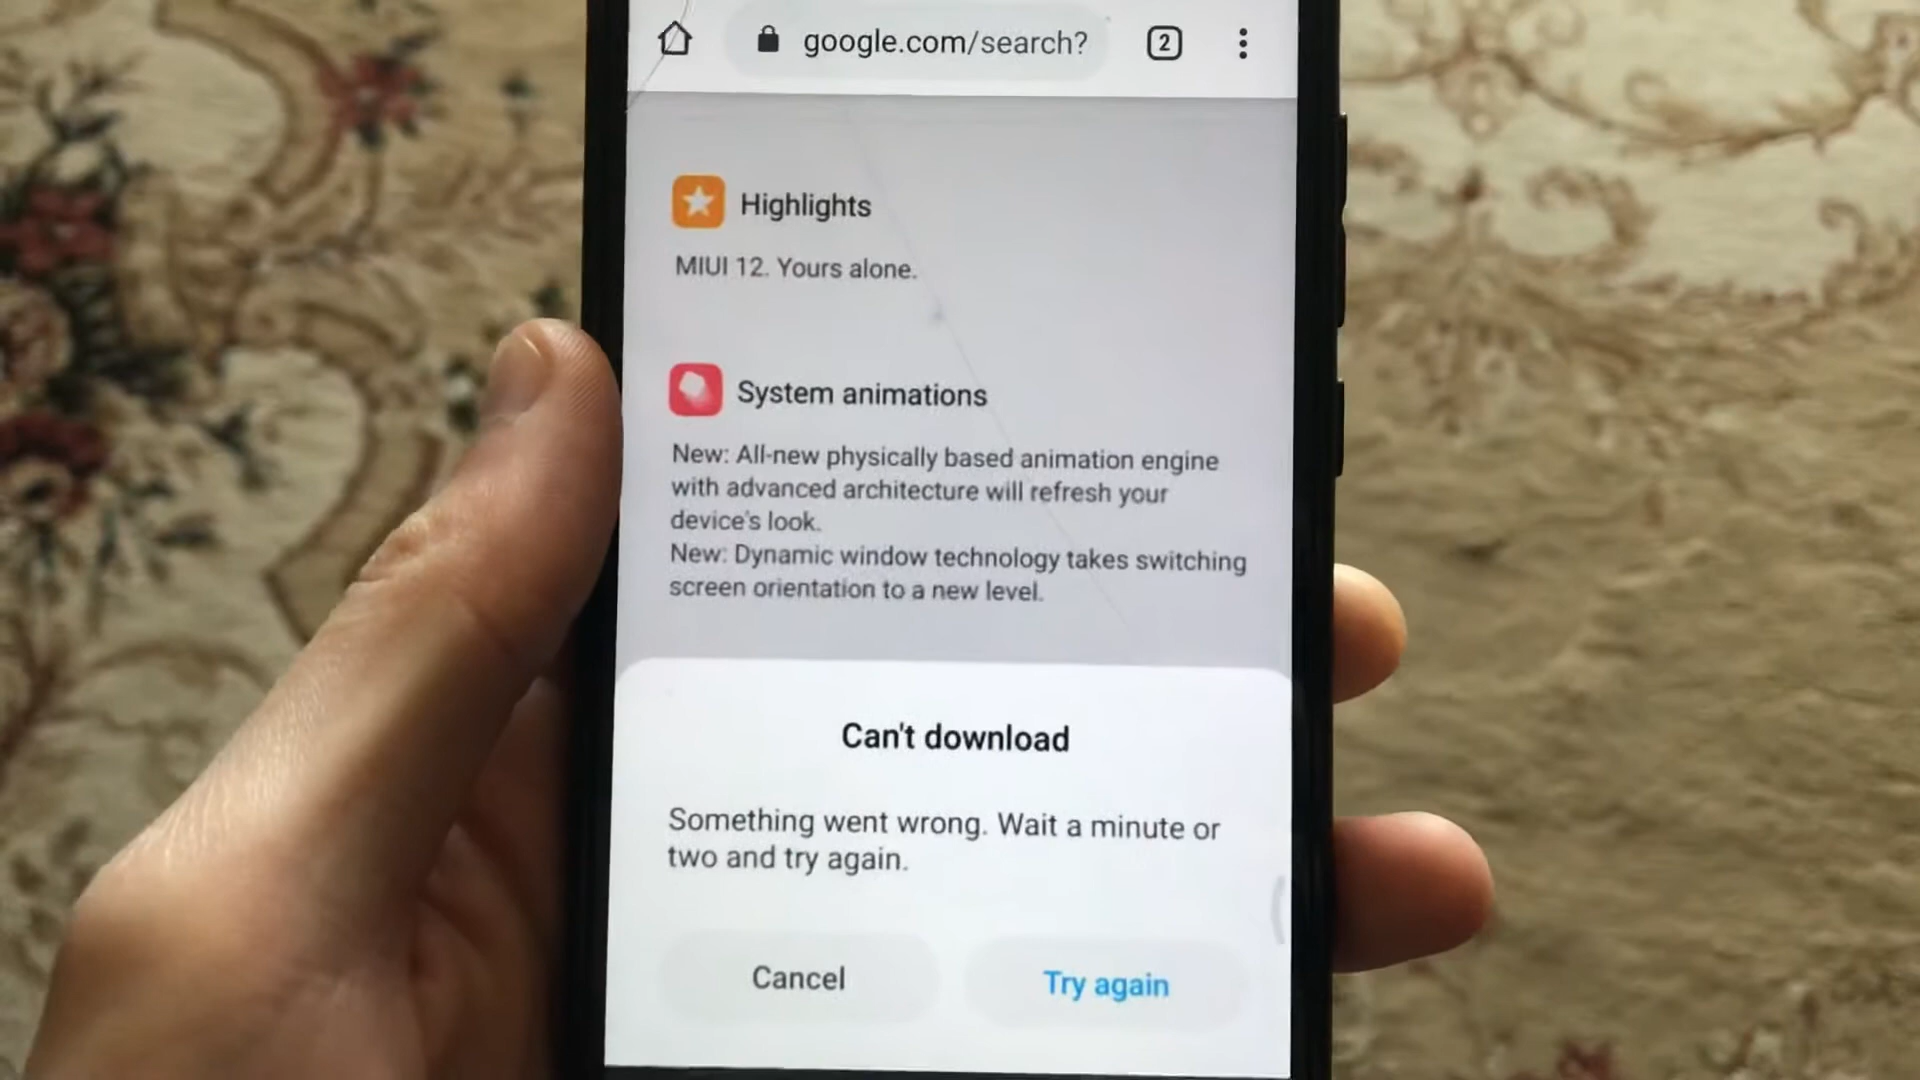 google.com/search?
2
Highlights
MIUI 12. Yours alone.
System animations
New: All-new physically based animation engine
with advanced architecture will refresh your
device's look.
New: Dynamic window technology takes switching
screen orientation to a new level.
Can't download
Something went wrong. Wait a minute or
two and try again.
Cancel
Try again